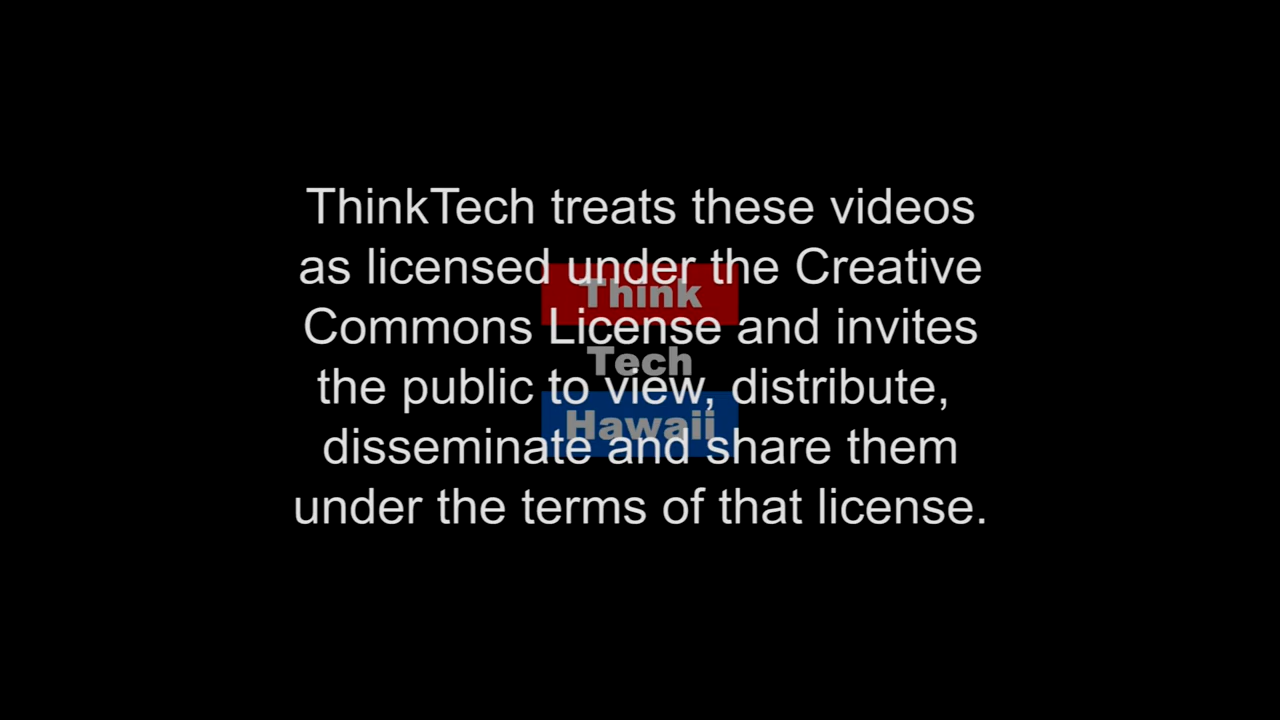 ThinkTech treats these videos
as licensed under the Creative
Think
Commons License and invites
Tech
the public to view, distribute,
Hawaii
disseminate and share them
under the terms of that license.